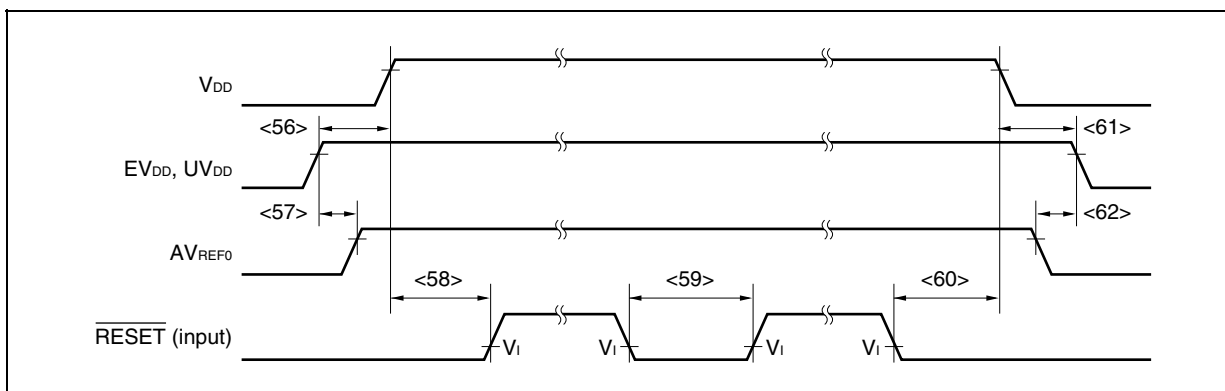 VDD
<56> <61>
EVDD, UVDD
<57> <62>
AVREF0
<58> <59> <60>
RESET (input)
VI VI VI VI